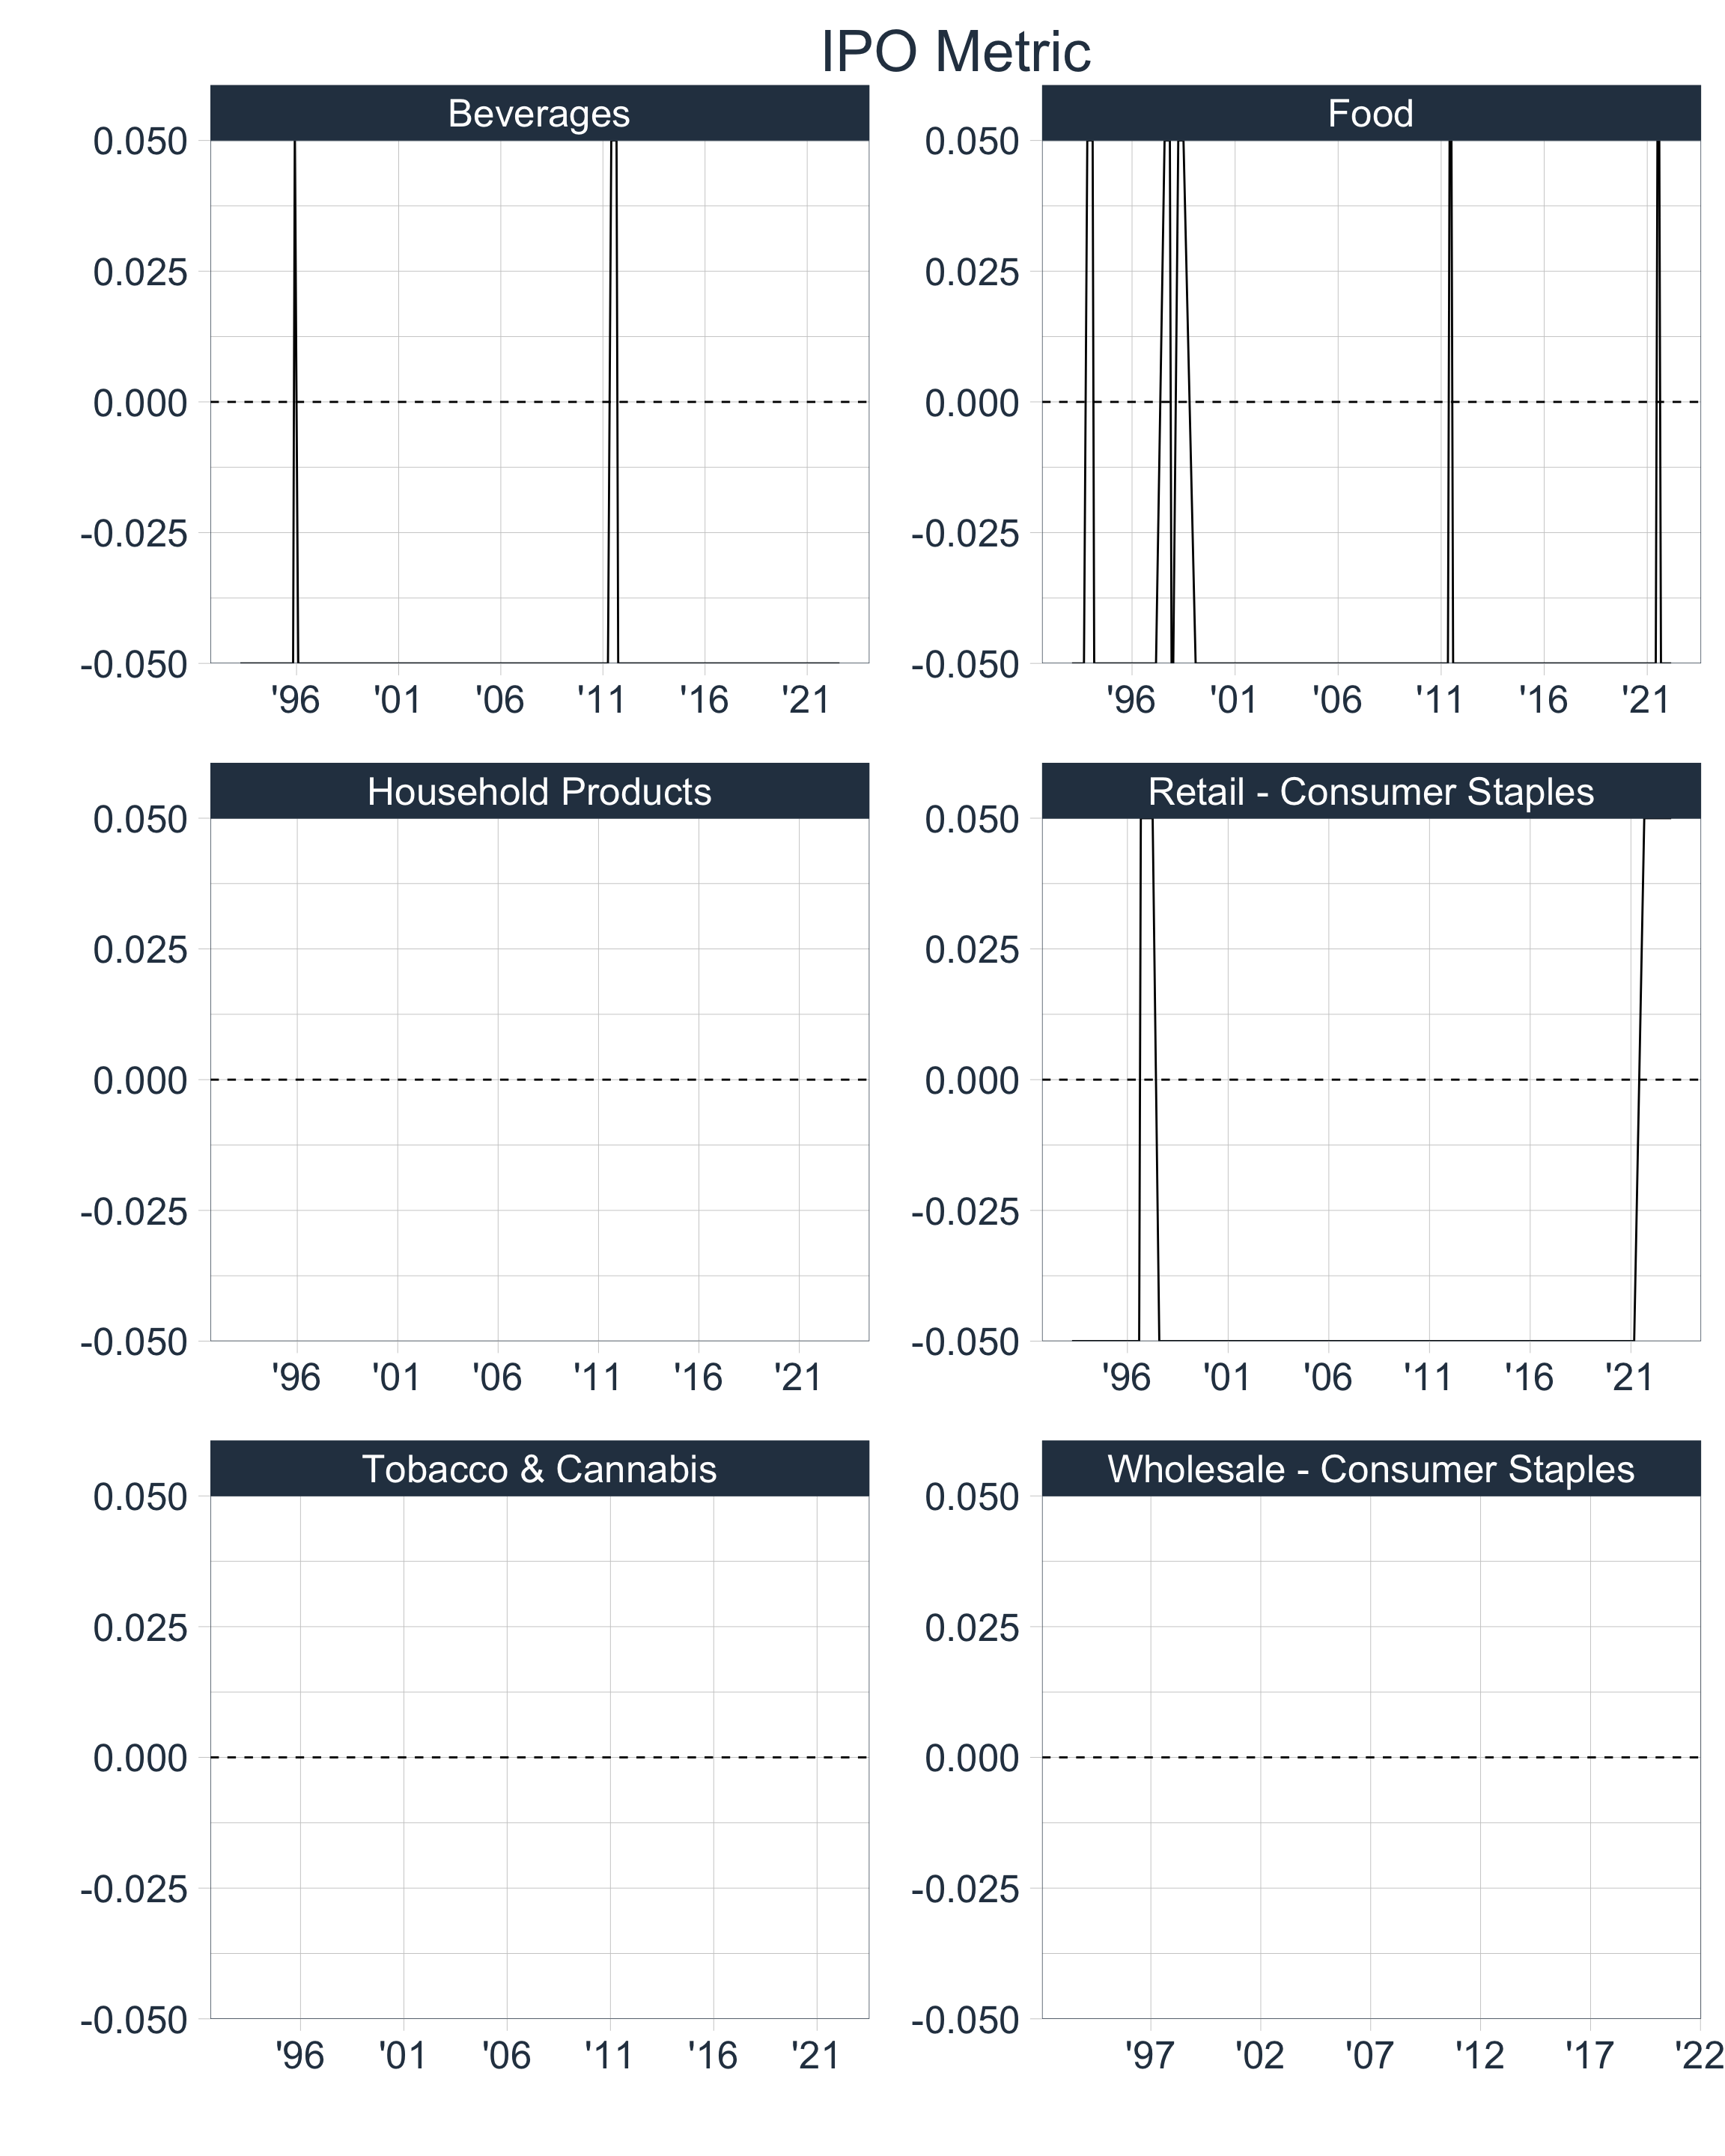 IPO Metric
Beverages
0.050
0.025
0.000
-0.025
-0.050
'96 '01 '06 '11 '16 '21
Food
0.050
0.025
0.000
-0.025
-0.050
'96 '01 '06 '11 '16 '21
Household Products
0.050
0.025
0.000
-0.025
-0.050
'96 '01 '06 '11 '16 '21
Retail - Consumer Staples
0.050
0.025
0.000
-0.025
-0.050
'96 '01 '06 '11 '16 '21
Tobacco & Cannabis
0.050
0.025
0.000
-0.025
-0.050
'96 '01 '06 '11 '16 '21
Wholesale - Consumer Staples
0.050
0.025
0.000
-0.025
-0.050
'97 '02 '07 '12 '17 '22